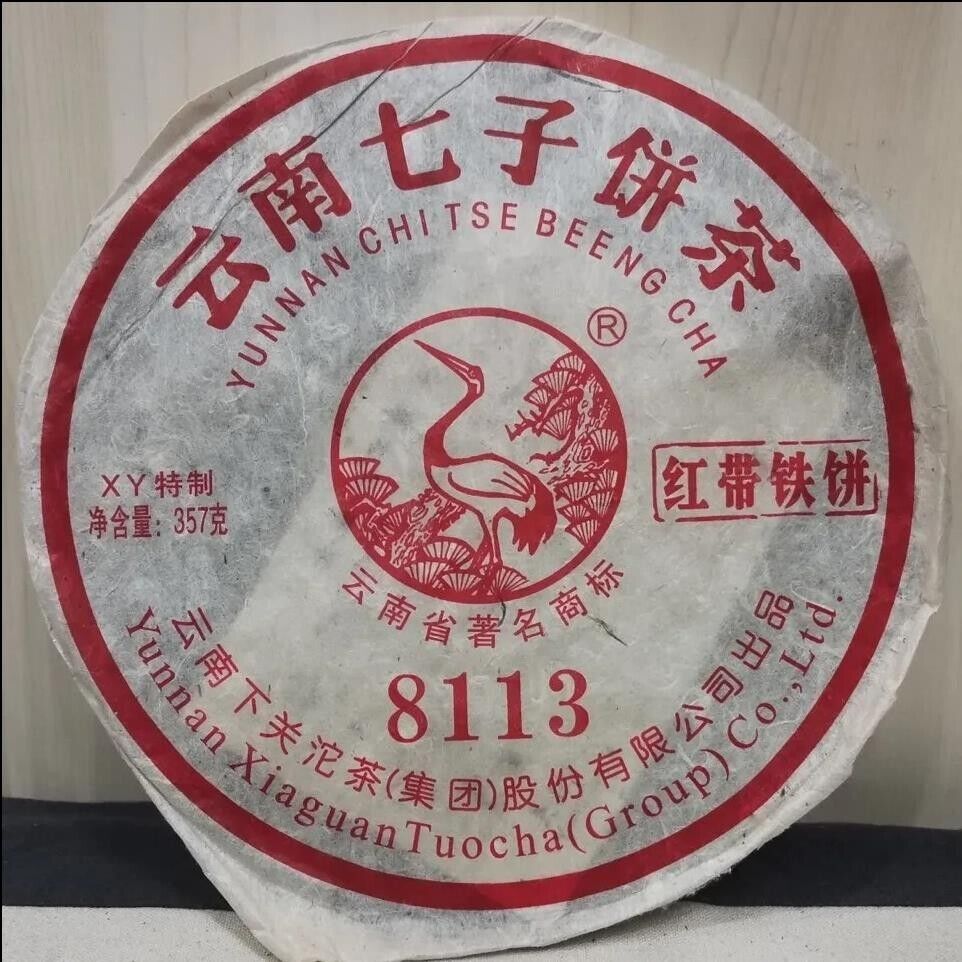 云南七子饼茶
YUNNAN CHI TSE BEENG CHA
®
XY特制
净含量：357克
红带铁饼
云南省著名商标
8113
云南下关沱茶(集团)股份有限公司出品
Yunnan Xiaguan Tuocha(Group) Co.,Ltd.